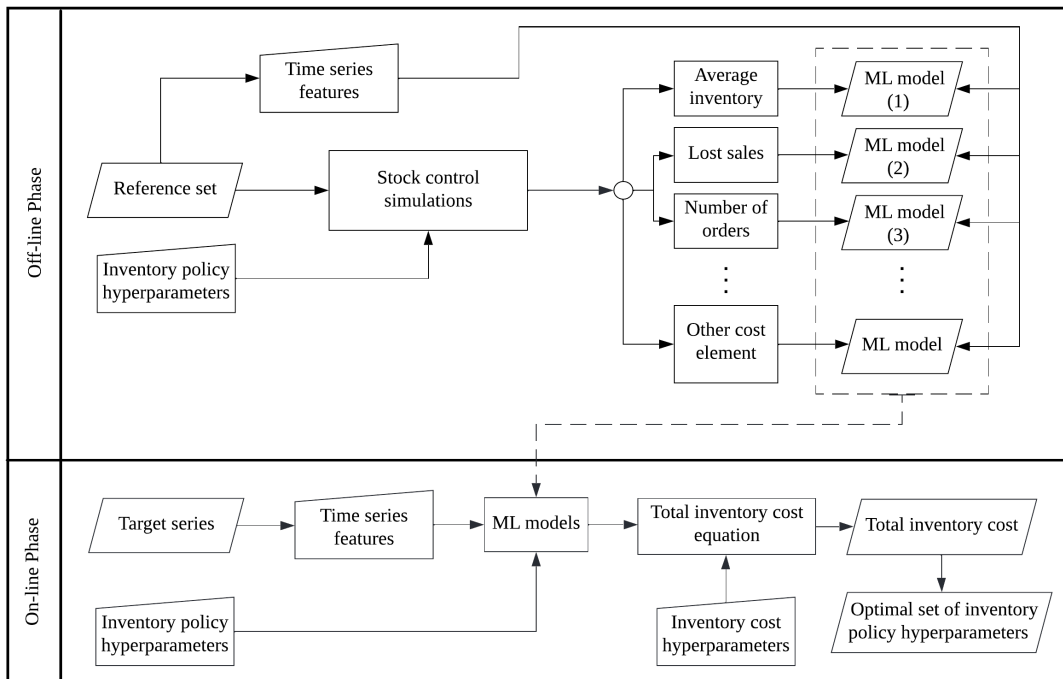 Off-line Phase
Time series
features
Reference set
Stock control
simulations
Inventory policy
hyperparameters
Average
inventory
Lost sales
Number of
orders
Other cost
element
ML model
(1)
ML model
(2)
ML model
(3)
ML model
On-line Phase
Target series
Time series
features
ML models
Total inventory cost
equation
Total inventory cost
Inventory policy
hyperparameters
Inventory cost
hyperparameters
Optimal set of inventory
policy hyperparameters